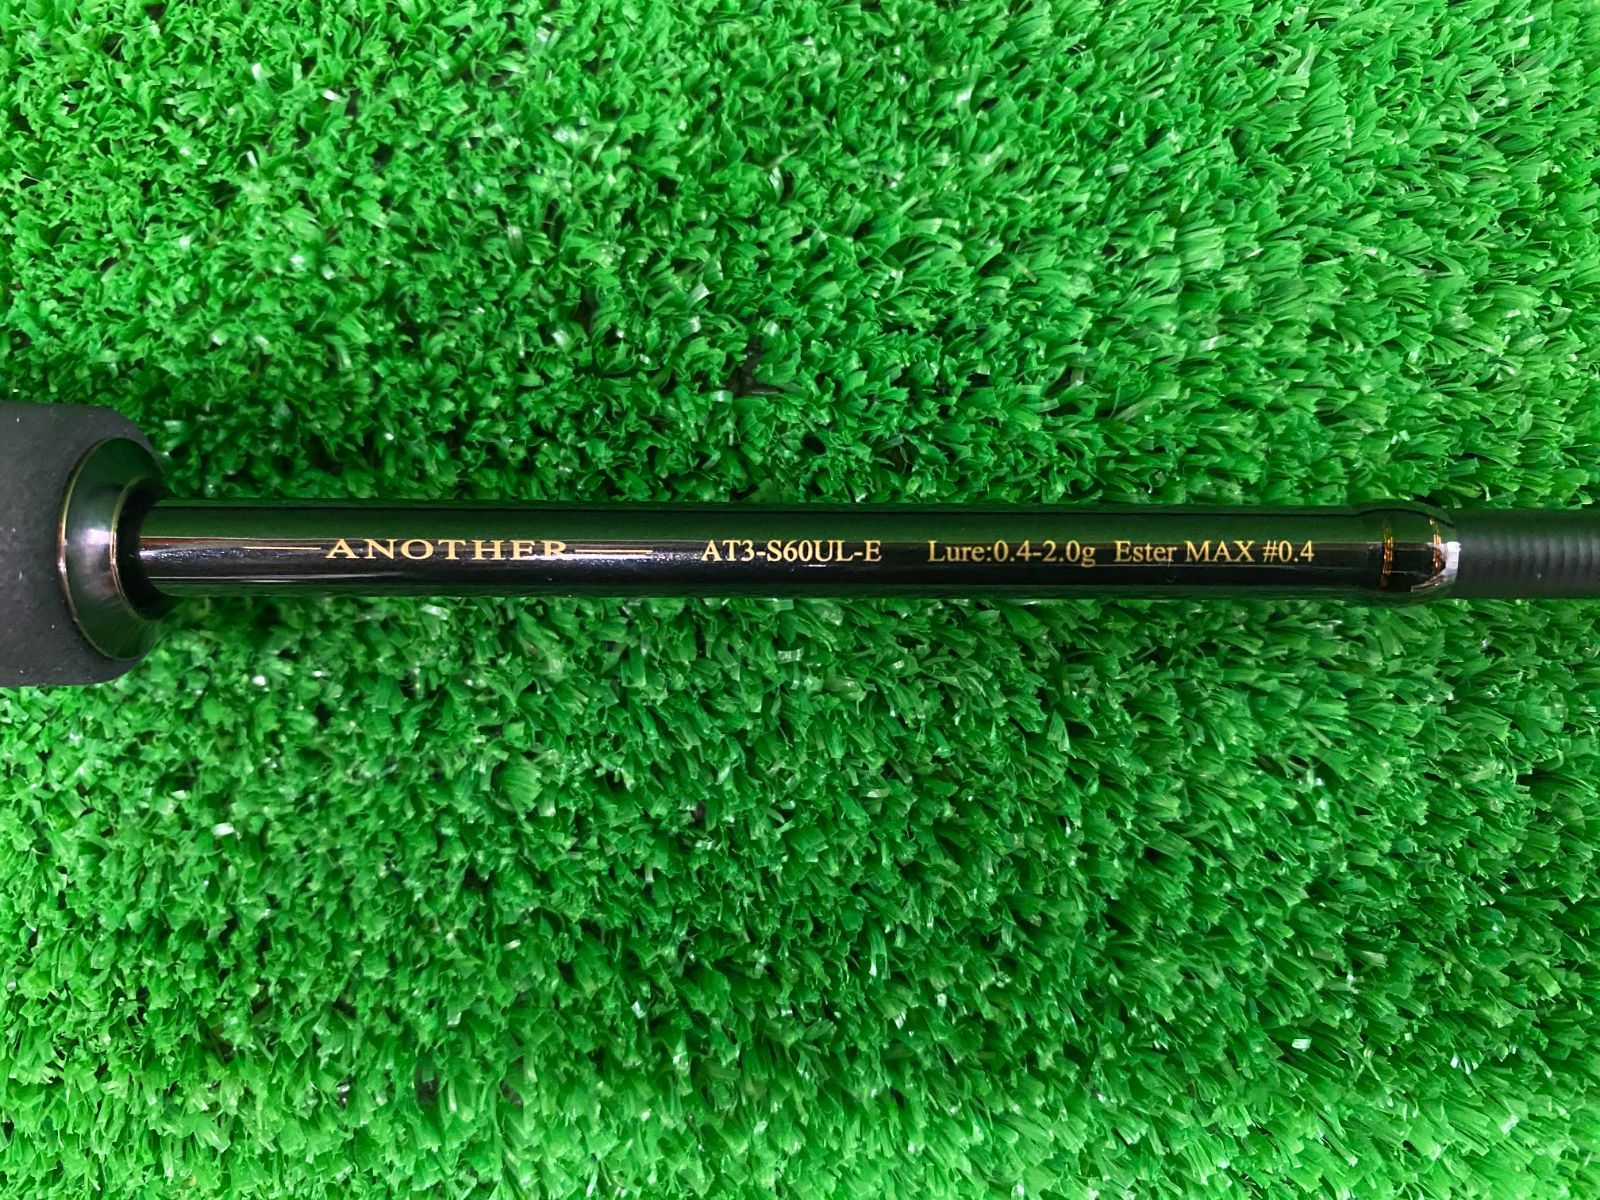 ANOTHER AT3-S60UL-E Lure:0.4-2.0g Ester MAX #0.4